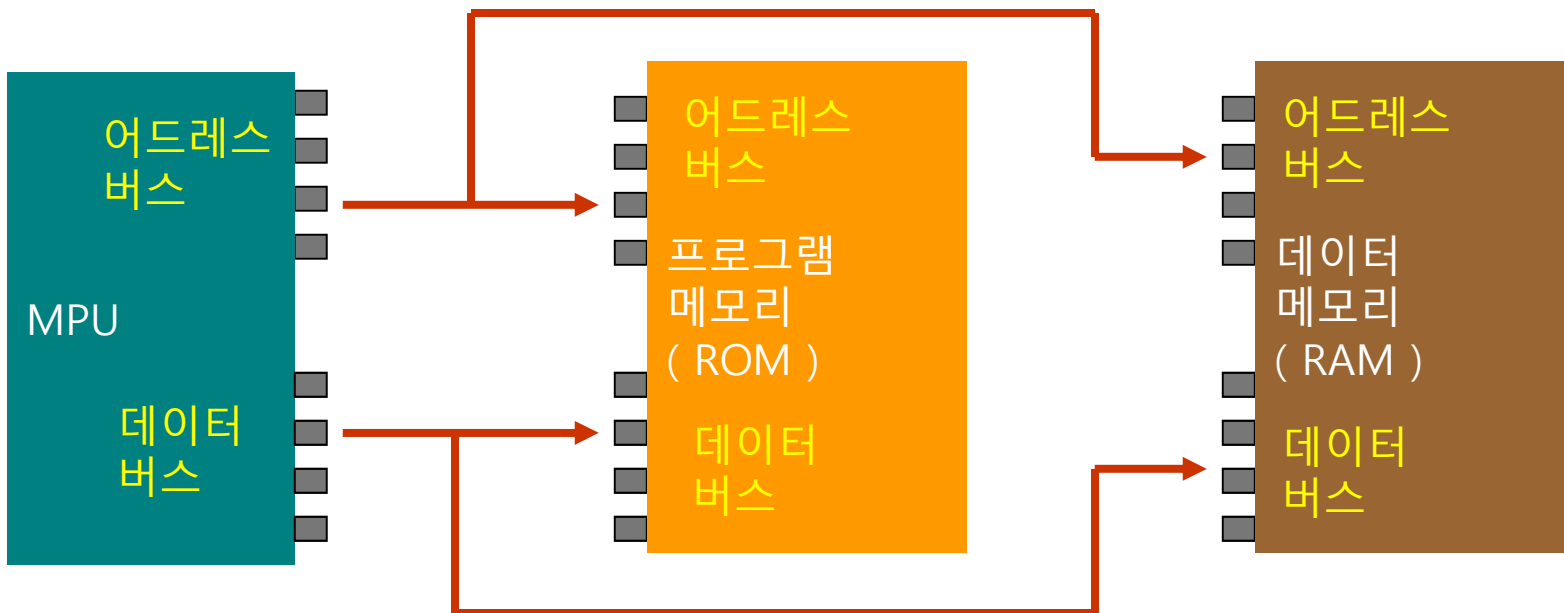 어드레스
버스
MPU
데이터
버스
어드레스
버스
프로그램
메모리
( ROM )
데이터
버스
어드레스
버스
데이터
메모리
( RAM )
데이터
버스